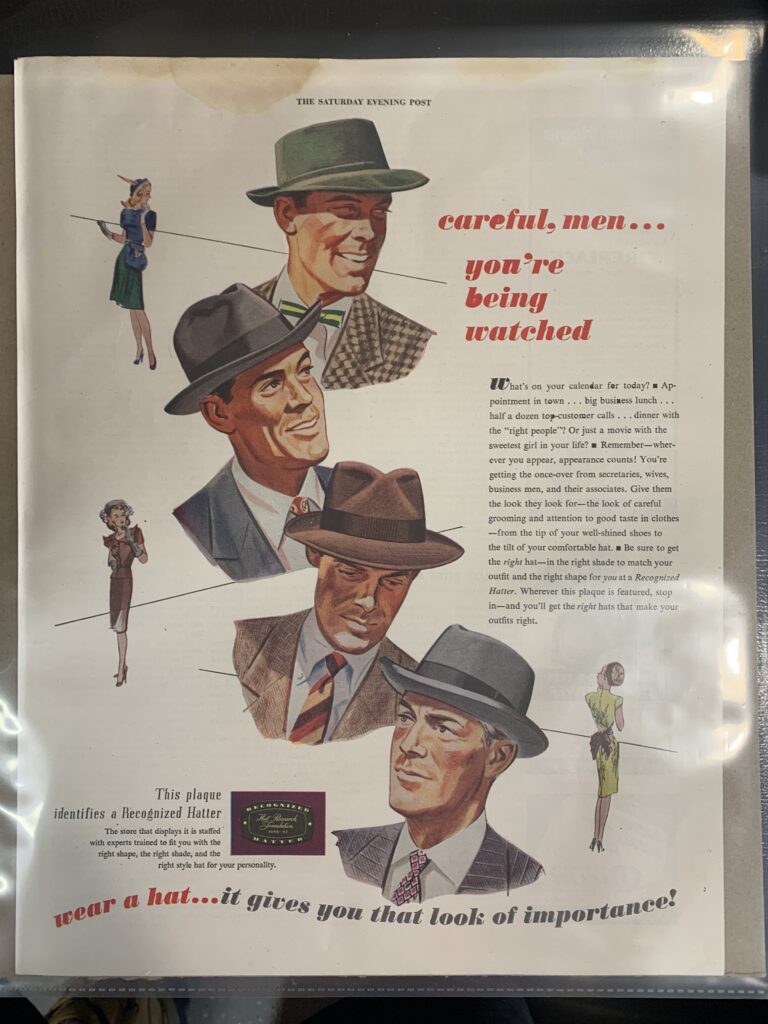 THE SATURDAY EVENING POST
careful, men...
you're
being
watched
What's on your calendar for today? ■ Ap-
pointment in town . . . big business lunch . . .
half a dozen top-customer calls . . . dinner with
the "right people"? Or just a movie with the
sweetest girl in your life? ■ Remember—wher-
ever you appear, appearance counts! You're
getting the once-over from secretaries, wives,
business men, and their associates. Give them
the look they look for—the look of careful
grooming and attention to good taste in clothes
—from the tip of your well-shined shoes to
the tilt of your comfortable hat. ■ Be sure to get
the right hat—in the right shade to match your
outfit and the right shape for you at a Recognized
Hatter. Wherever this plaque is featured, stop
in—and you'll get the right hats that make your
outfits right.
This plaque
identifies a Recognized Hatter
The store that displays it is staffed
with experts trained to fit you with the
right shape, the right shade, and the
right style hat for your personality.
RECOGNIZED
Hat Research
Foundation
HATTER
wear a hat...it gives you that look of importance!